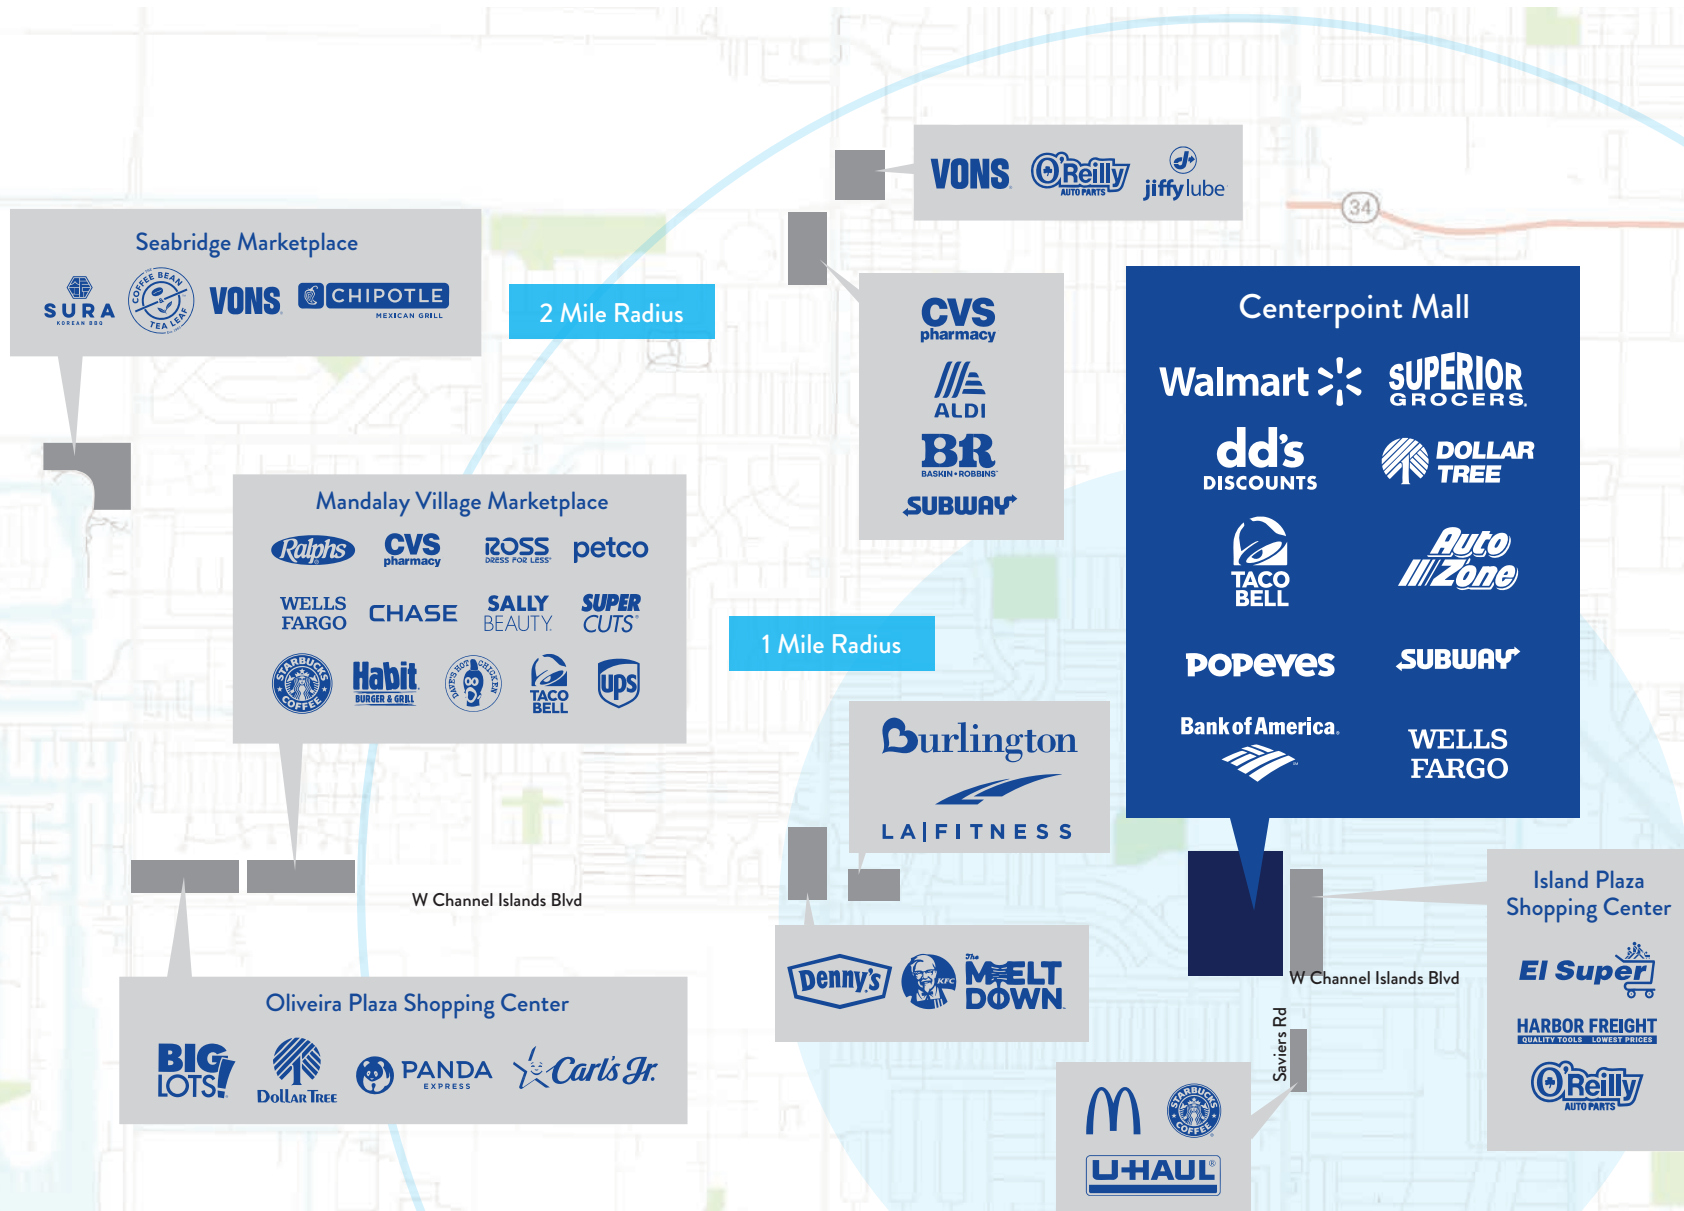 VONS
O'Reilly
AUTO PARTS
jiffy lube
34
Seabridge Marketplace
SURA
KOREAN BBQ
THE
COFFEE BEAN
&
TEA LEAF
VONS
CHIPOTLE
MEXICAN GRILL
2 Mile Radius
CVS
pharmacy
ALDI
BR
BASKIN•ROBBINS
SUBWAY
Centerpoint Mall
Walmart
SUPERIOR
GROCERS
dd's
DISCOUNTS
DOLLAR
TREE
TACO
BELL
Auto
Zone
POPEYES
SUBWAY
Bank of America
WELLS
FARGO
Mandalay Village Marketplace
Ralphs
CVS
pharmacy
ROSS
DRESS FOR LESS
petco
WELLS
FARGO
CHASE
SALLY
BEAUTY
SUPER
CUTS
STARBUCKS
COFFEE
Habit
BURGER & GRILL
DAVE'S HOT CHICKEN
TACO
BELL
ups
1 Mile Radius
Burlington
LA|FITNESS
W Channel Islands Blvd
Denny's
KFC
The
MELT
DOWN
Oliveira Plaza Shopping Center
BIG
LOTS!
DOLLAR TREE
PANDA
EXPRESS
Carl's Jr.
W Channel Islands Blvd
Saviers Rd
STARBUCKS
COFFEE
U-HAUL
Island Plaza
Shopping Center
El Super
HARBOR FREIGHT
QUALITY TOOLS LOWEST PRICES
O'Reilly
AUTO PARTS